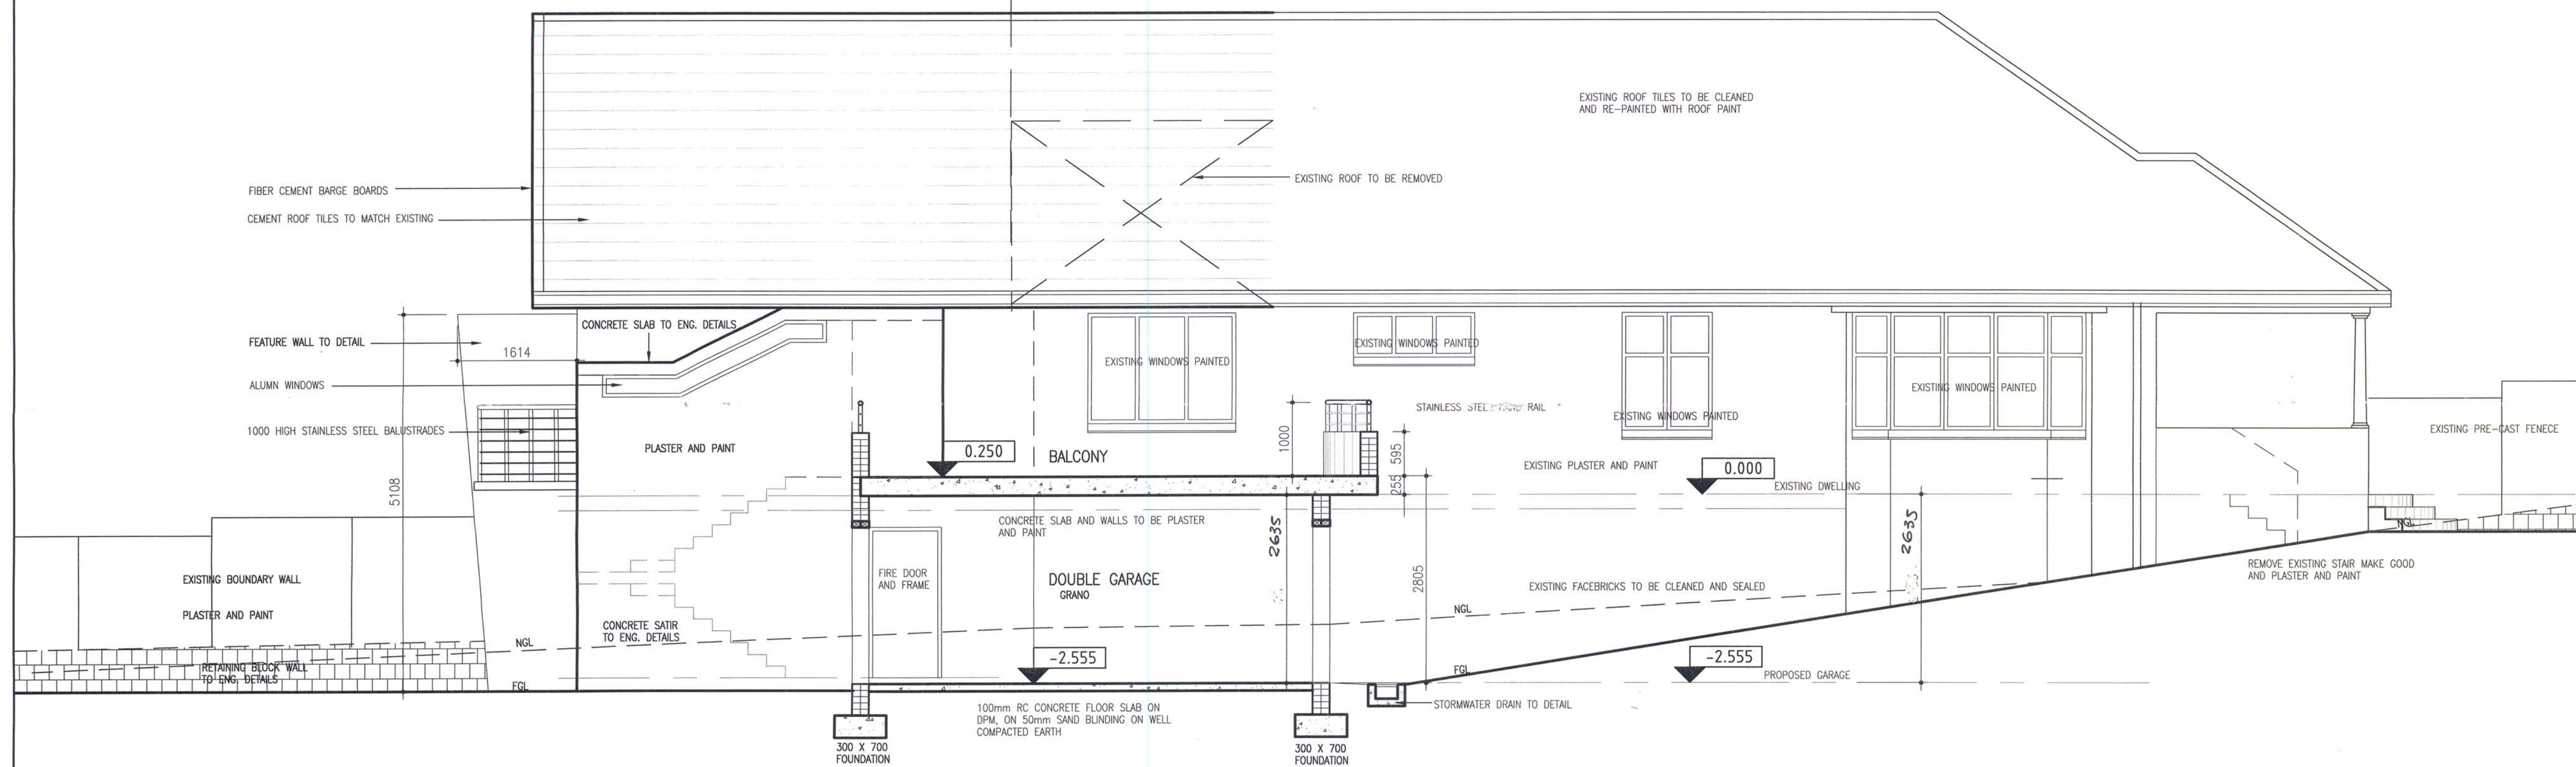 EXISTING ROOF TILES TO BE CLEANED
AND RE-PAINTED WITH ROOF PAINT
FIBER CEMENT BARGE BOARDS
EXISTING ROOF TO BE REMOVED
CEMENT ROOF TILES TO MATCH EXISTING
CONCRETE SLAB TO ENG. DETAILS
FEATURE WALL TO DETAIL
1614
EXISTING WINDOWS PAINTED
EXISTING WINDOWS PAINTED
ALUMN WINDOWS
EXISTING WINDOWS PAINTED
STAINLESS STEEL RAIL
EXISTING WINDOWS PAINTED
1000 HIGH STAINLESS STEEL BALUSTRADES
EXISTING PRE-CAST FENECE
1000
595
PLASTER AND PAINT
0.250
BALCONY
EXISTING PLASTER AND PAINT
0.000
255
EXISTING DWELLING
5108
CONCRETE SLAB AND WALLS TO BE PLASTER
AND PAINT
2635
2635
NGL
EXISTING BOUNDARY WALL
PLASTER AND PAINT
FIRE DOOR
AND FRAME
DOUBLE GARAGE
GRANO
2805
EXISTING FACEBRICKS TO BE CLEANED AND SEALED
REMOVE EXISTING STAIR MAKE GOOD
AND PLASTER AND PAINT
NGL
CONCRETE SATIR
TO ENG. DETAILS
NGL
-2.555
-2.555
RETAINING BLOCK WALL
TO ENG. DETAILS
FGL
FGL
PROPOSED GARAGE
STORMWATER DRAIN TO DETAIL
100mm RC CONCRETE FLOOR SLAB ON
DPM, ON 50mm SAND BLINDING ON WELL
COMPACTED EARTH
300 X 700
FOUNDATION
300 X 700
FOUNDATION